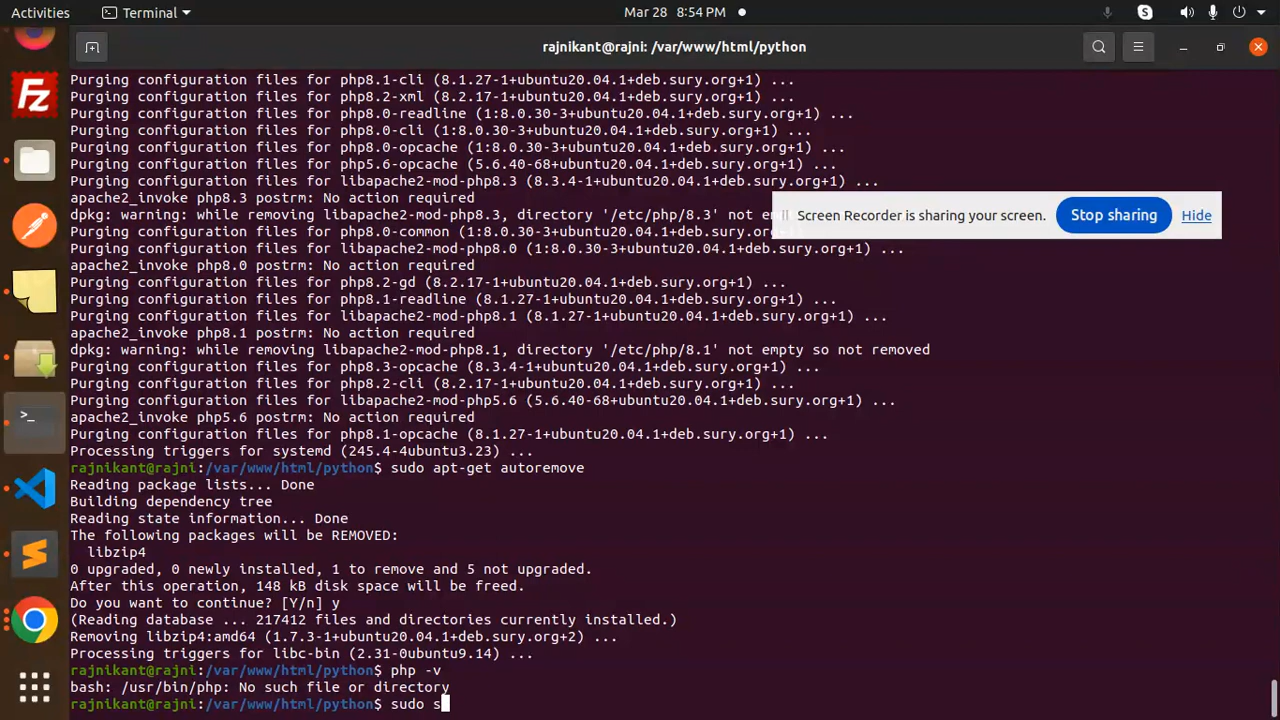 Activities
Terminal
Mar 28 8:54 PM
S
rajnikant@rajni: /var/www/html/python
Fz
Purging configuration files for php8.1-cli (8.1.27-1+ubuntu20.04.1+deb.sury.org+1) ...
Purging configuration files for php8.2-xml (8.2.17-1+ubuntu20.04.1+deb.sury.org+1) ...
Purging configuration files for php8.0-readline (1:8.0.30-3+ubuntu20.04.1+deb.sury.org+1) ...
Purging configuration files for php8.0-cli (1:8.0.30-3+ubuntu20.04.1+deb.sury.org+1) ...
Purging configuration files for php8.0-opcache (1:8.0.30-3+ubuntu20.04.1+deb.sury.org+1) ...
Purging configuration files for php5.6-opcache (5.6.40-68+ubuntu20.04.1+deb.sury.org+1) ...
Purging configuration files for libapache2-mod-php8.3 (8.3.4-1+ubuntu20.04.1+deb.sury.org+1) ...
apache2_invoke php8.3 postrm: No action required
dpkg: warning: while removing libapache2-mod-php8.3, directory '/etc/php/8.3' not
Screen Recorder is sharing your screen.
Stop sharing
Hide
Purging configuration files for php8.0-common (1:8.0.30-3+ubuntu20.04.1+deb.sury.org+1)
Purging configuration files for libapache2-mod-php8.0 (1:8.0.30-3+ubuntu20.04.1+deb.sury.org+1) ...
apache2_invoke php8.0 postrm: No action required
Purging configuration files for php8.2-gd (8.2.17-1+ubuntu20.04.1+deb.sury.org+1) ...
Purging configuration files for php8.1-readline (8.1.27-1+ubuntu20.04.1+deb.sury.org+1) ...
Purging configuration files for libapache2-mod-php8.1 (8.1.27-1+ubuntu20.04.1+deb.sury.org+1) ...
apache2_invoke php8.1 postrm: No action required
dpkg: warning: while removing libapache2-mod-php8.1, directory '/etc/php/8.1' not empty so not removed
Purging configuration files for php8.3-opcache (8.3.4-1+ubuntu20.04.1+deb.sury.org+1) ...
Purging configuration files for php8.2-cli (8.2.17-1+ubuntu20.04.1+deb.sury.org+1) ...
Purging configuration files for libapache2-mod-php5.6 (5.6.40-68+ubuntu20.04.1+deb.sury.org+1) ...
apache2_invoke php5.6 postrm: No action required
Purging configuration files for php8.1-opcache (8.1.27-1+ubuntu20.04.1+deb.sury.org+1) ...
Processing triggers for systemd (245.4-4ubuntu3.23) ...
rajnikant@rajni:/var/www/html/python$ sudo apt-get autoremove
Reading package lists... Done
Building dependency tree
Reading state information... Done
The following packages will be REMOVED:
libzip4
0 upgraded, 0 newly installed, 1 to remove and 5 not upgraded.
After this operation, 148 kB disk space will be freed.
Do you want to continue? [Y/n] y
(Reading database ... 217412 files and directories currently installed.)
Removing libzip4:amd64 (1.7.3-1+ubuntu20.04.1+deb.sury.org+2) ...
Processing triggers for libc-bin (2.31-0ubuntu9.14) ...
rajnikant@rajni:/var/www/html/python$ php -v
bash: /usr/bin/php: No such file or directory
rajnikant@rajni:/var/www/html/python$ sudo s